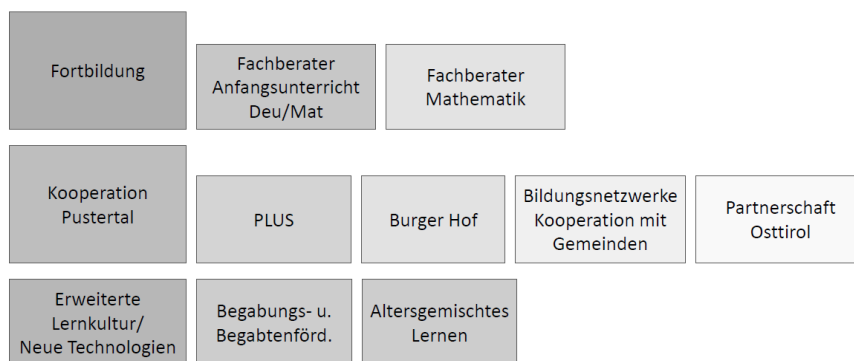 Fortbildung
Fachberater
Anfangsunterricht
Deu/Mat
Fachberater
Mathematik
Kooperation
Pustertal
PLUS
Burger Hof
Bildungsnetzwerke
Kooperation mit
Gemeinden
Partnerschaft
Osttirol
Erweiterte
Lernkultur/
Neue Technologien
Begabungs- u.
Begabtenförd.
Altersgemischtes
Lernen